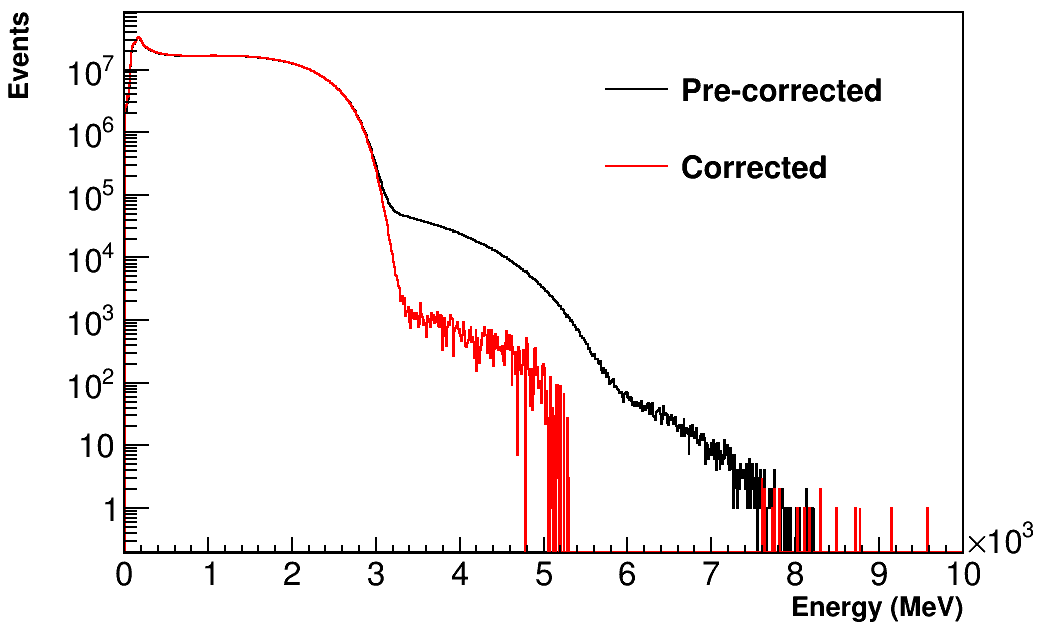 Events
10⁷
10⁶
10⁵
10⁴
10³
10²
10
1
Pre-corrected
Corrected
0 1 2 3 4 5 6 7 8 9 10
×10³
Energy (MeV)